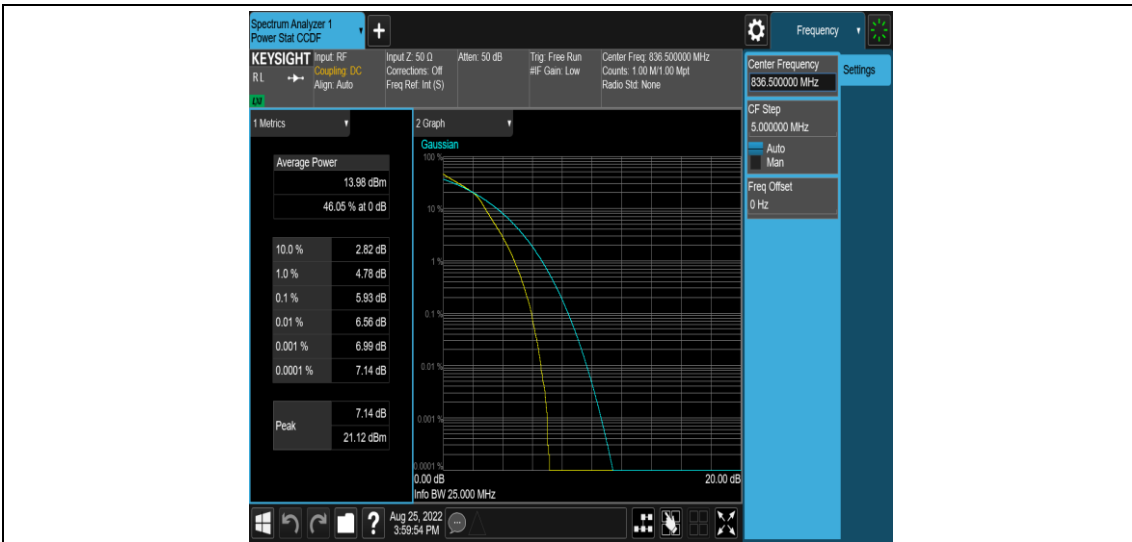 Spectrum Analyzer 1
Power Stat CCDF
+
Frequency
KEYSIGHT
R L
LXI
Input: RF
Coupling: DC
Align: Auto
Input Z: 50 Ω
Corrections: Off
Freq Ref: Int (S)
Atten: 50 dB
Trig: Free Run
#IF Gain: Low
Center Freq: 836.500000 MHz
Counts: 1.00 M/1.00 Mpt
Radio Std: None
Center Frequency
836.500000 MHz
Settings
CF Step
5.000000 MHz
Auto
Man
Freq Offset
0 Hz
1 Metrics
Average Power
13.98 dBm
46.05 % at 0 dB
10.0 % 2.82 dB
1.0 % 4.78 dB
0.1 % 5.93 dB
0.01 % 6.56 dB
0.001 % 6.99 dB
0.0001 % 7.14 dB
Peak
7.14 dB
21.12 dBm
2 Graph
Gaussian
100 %
10 %
1 %
0.1 %
0.01 %
0.001 %
0.0001 %
0.00 dB 20.00 dB
Info BW 25.000 MHz
?
Aug 25, 2022
3:59:54 PM